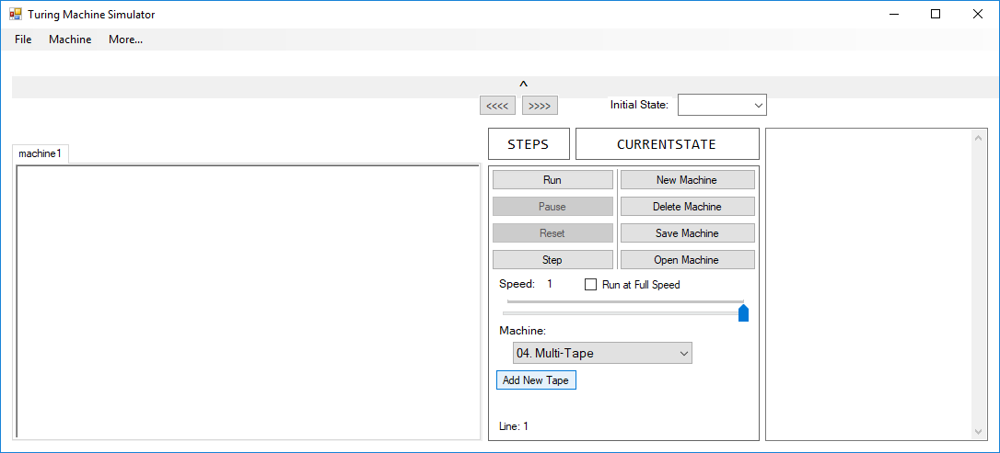 Turing Machine Simulator
File Machine More...
^
<<<< >>>> Initial State:
machine1
STEPS CURRENTSTATE
Run New Machine
Pause Delete Machine
Reset Save Machine
Step Open Machine
Speed: 1 Run at Full Speed
Machine:
04. Multi-Tape
Add New Tape
Line: 1